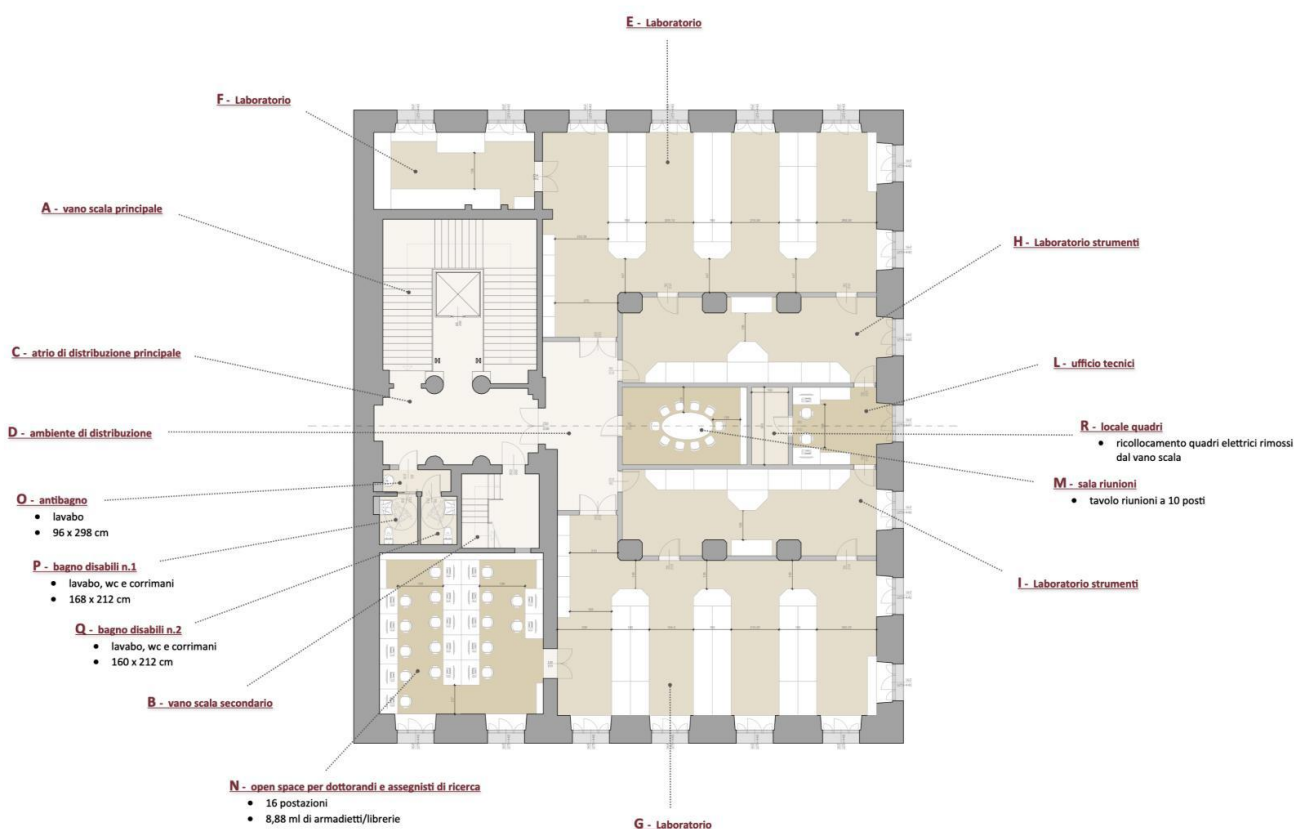 E - Laboratorio
F - Laboratorio
A - vano scala principale
H - Laboratorio strumenti
C - atrio di distribuzione principale
L - ufficio tecnici
D - ambiente di distribuzione
R - locale quadri
• ricollocamento quadri elettrici rimossi
dal vano scala
M - sala riunioni
• tavolo riunioni a 10 posti
O - antibagno
• lavabo
• 96 x 298 cm
P - bagno disabili n.1
• lavabo, wc e corrimani
• 168 x 212 cm
I - Laboratorio strumenti
Q - bagno disabili n.2
• lavabo, wc e corrimani
• 160 x 212 cm
B - vano scala secondario
N - open space per dottorandi e assegnisti di ricerca
• 16 postazioni
• 8,88 ml di armadietti/librerie
G - Laboratorio